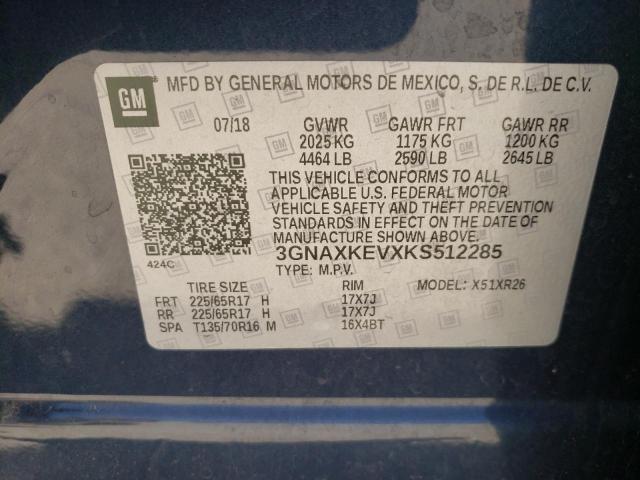 GM ® MFD BY GENERAL MOTORS DE MEXICO, S. DE R.L. DE C.V.
07/18 GVWR GAWR FRT GAWR RR
2025 KG 1175 KG 1200 KG
4464 LB 2590 LB 2645 LB
THIS VEHICLE CONFORMS TO ALL
APPLICABLE U.S. FEDERAL MOTOR
VEHICLE SAFETY AND THEFT PREVENTION
STANDARDS IN EFFECT ON THE DATE OF
MANUFACTURE SHOWN ABOVE.
424C 3GNAXKEVXKS512285
TYPE: M.P.V. MODEL: X51XR26
TIRE SIZE RIM
FRT 225/65R17 H 17X7J
RR 225/65R17 H 17X7J
SPA T135/70R16 M 16X4BT